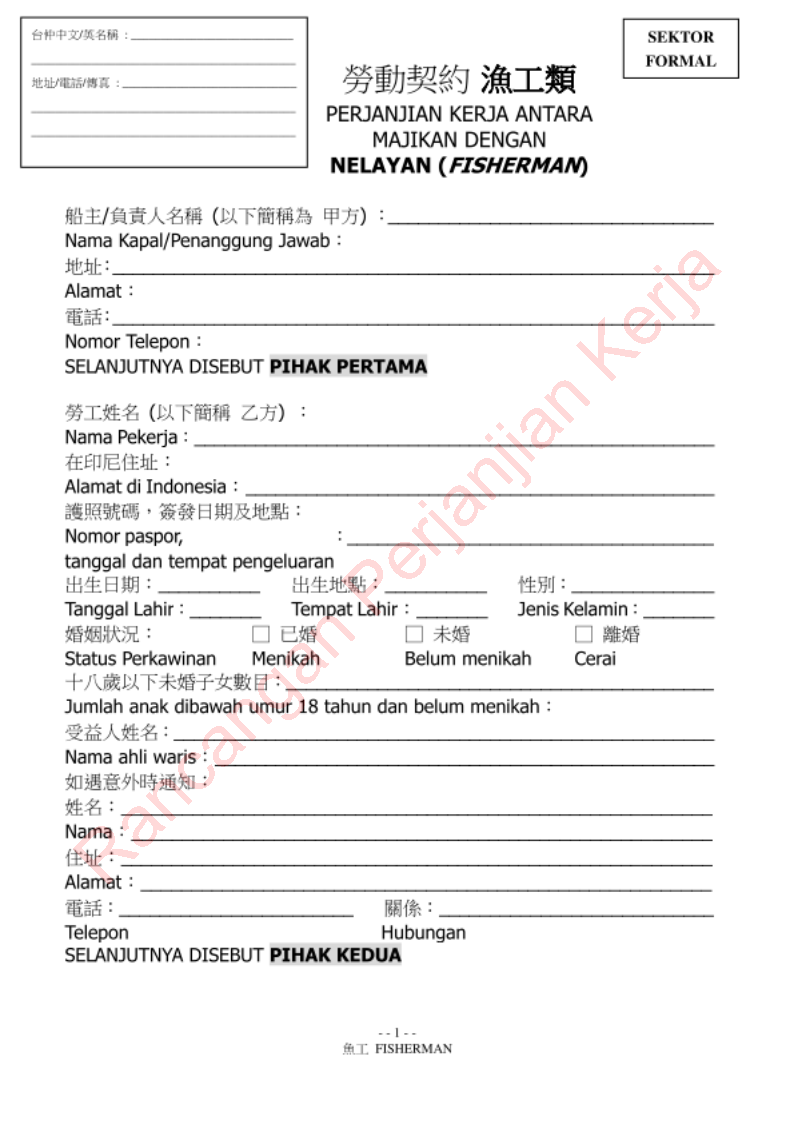 台仲中文/英名稱：
地址/電話/傳真：
SEKTOR
FORMAL
勞動契約 漁工類
PERJANJIAN KERJA ANTARA
MAJIKAN DENGAN
NELAYAN (FISHERMAN)
船主/負責人名稱 (以下簡稱為 甲方) ：
Nama Kapal/Penanggung Jawab：
地址：
Alamat：
電話：
Nomor Telepon：
SELANJUTNYA DISEBUT PIHAK PERTAMA
勞工姓名 (以下簡稱 乙方) ：
Nama Pekerja：
在印尼住址：
Alamat di Indonesia：
護照號碼，簽發日期及地點：
Nomor paspor, ：
tanggal dan tempat pengeluaran
出生日期： 出生地點： 性別：
Tanggal Lahir： Tempat Lahir： Jenis Kelamin：
婚姻狀況： □ 已婚 □ 未婚 □ 離婚
Status Perkawinan Menikah Belum menikah Cerai
十八歲以下未婚子女數目：
Jumlah anak dibawah umur 18 tahun dan belum menikah：
受益人姓名：
Nama ahli waris：
如遇意外時通知：
姓名：
Nama：
住址：
Alamat：
電話： 關係：
Telepon Hubungan
SELANJUTNYA DISEBUT PIHAK KEDUA
Rancangan Perjanjian Kerja
- - 1 - -
魚工 FISHERMAN